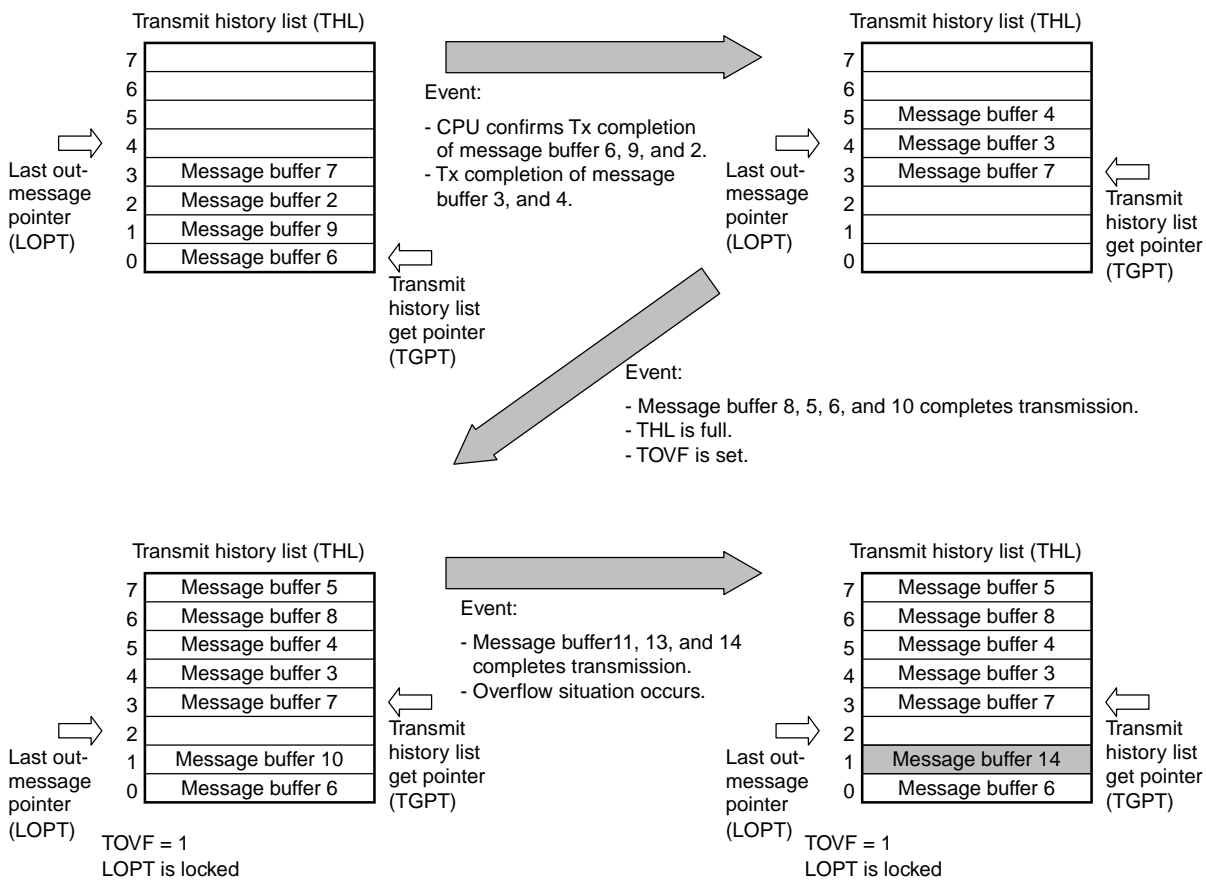 Transmit history list (THL)
7
6
5
4
3 Message buffer 7
2 Message buffer 2
1 Message buffer 9
0 Message buffer 6
Last out-
message
pointer
(LOPT)
Transmit
history list
get pointer
(TGPT)
Event:
- CPU confirms Tx completion
of message buffer 6, 9, and 2.
- Tx completion of message
buffer 3, and 4.
Transmit history list (THL)
7
6
5 Message buffer 4
4 Message buffer 3
3 Message buffer 7
2
1
0
Last out-
message
pointer
(LOPT)
Transmit
history list
get pointer
(TGPT)
Event:
- Message buffer 8, 5, 6, and 10 completes transmission.
- THL is full.
- TOVF is set.
Transmit history list (THL)
7 Message buffer 5
6 Message buffer 8
5 Message buffer 4
4 Message buffer 3
3 Message buffer 7
2
1 Message buffer 10
0 Message buffer 6
Last out-
message
pointer
(LOPT)
Transmit
history list
get pointer
(TGPT)
TOVF = 1
LOPT is locked
Event:
- Message buffer11, 13, and 14
completes transmission.
- Overflow situation occurs.
Transmit history list (THL)
7 Message buffer 5
6 Message buffer 8
5 Message buffer 4
4 Message buffer 3
3 Message buffer 7
2
1 Message buffer 14
0 Message buffer 6
Last out-
message
pointer
(LOPT)
Transmit
history list
get pointer
(TGPT)
TOVF = 1
LOPT is locked